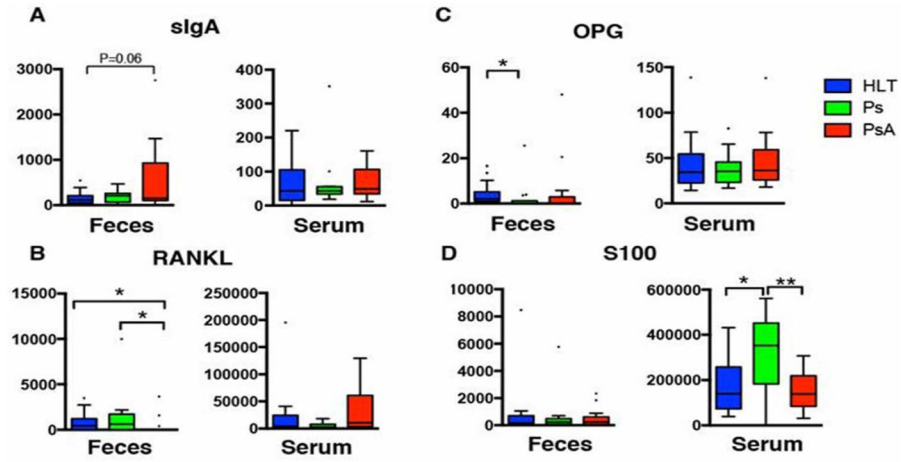 A
sIgA
P=0.06
3000
2000
1000
0
Feces
400
300
200
100
0
Serum
C
OPG
*
60
40
20
0
Feces
150
100
50
0
Serum
HLT
Ps
PsA
B
RANKL
*
*
15000
10000
5000
0
Feces
250000
200000
150000
100000
50000
0
Serum
D
S100
10000
8000
6000
4000
2000
0
Feces
*
**
600000
400000
200000
0
Serum